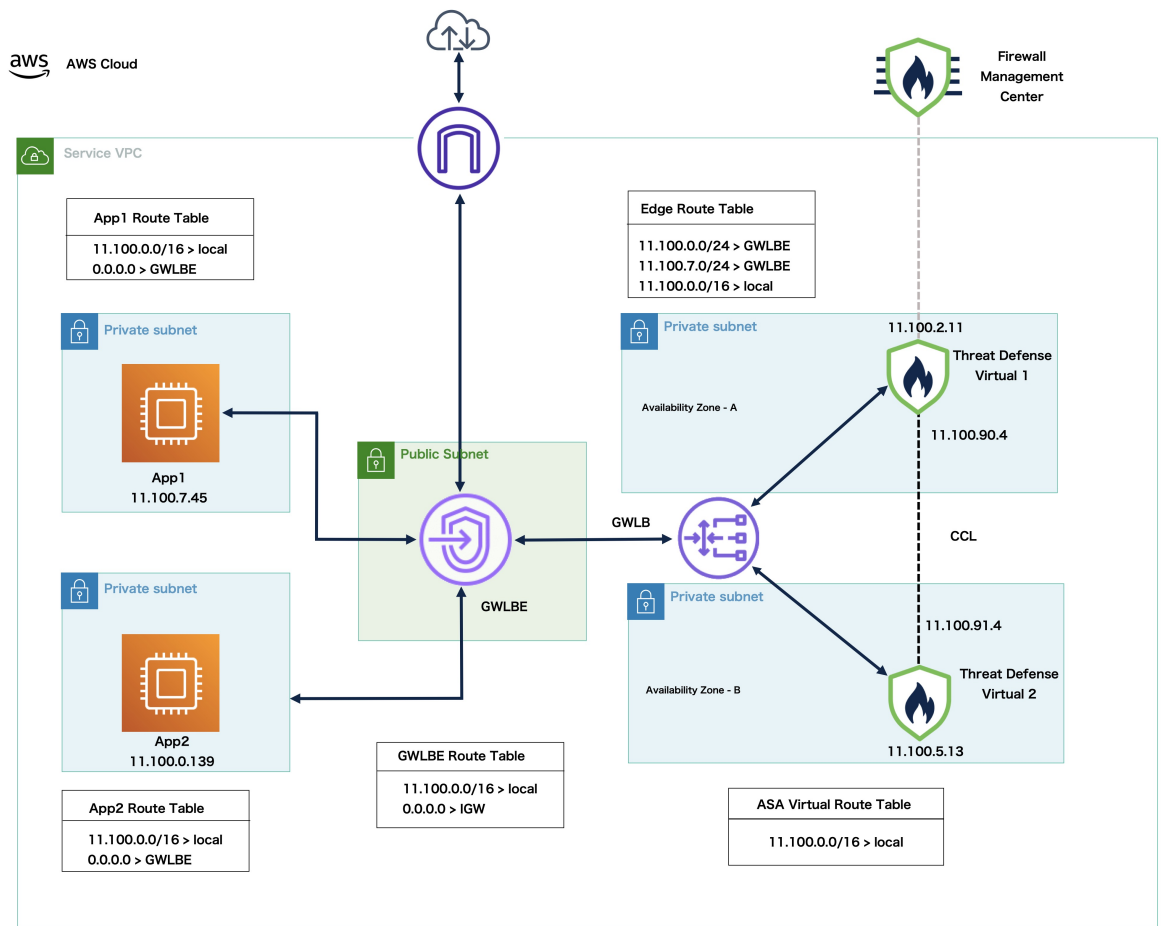 aws
AWS Cloud
Firewall
Management
Center
Service VPC
App1 Route Table
11.100.0.0/16 > local
0.0.0.0 > GWLBE
Edge Route Table
11.100.0.0/24 > GWLBE
11.100.7.0/24 > GWLBE
11.100.0.0/16 > local
Private subnet
App1
11.100.7.45
Private subnet
11.100.2.11
Threat Defense
Virtual 1
Availability Zone - A
11.100.90.4
Public Subnet
GWLBE
GWLB
CCL
Private subnet
App2
11.100.0.139
Private subnet
11.100.91.4
Threat Defense
Virtual 2
Availability Zone - B
11.100.5.13
GWLBE Route Table
11.100.0.0/16 > local
0.0.0.0 > IGW
App2 Route Table
11.100.0.0/16 > local
0.0.0.0 > GWLBE
ASA Virtual Route Table
11.100.0.0/16 > local